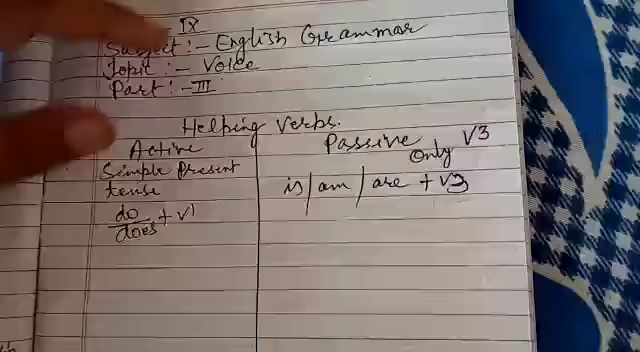 IX
Subject :- English Grammar
Topic :- Voice
Part :- III
Helping Verbs.
Active
Passive Only V3
Simple Present
tense
is / am / are + V3
do
does + V1